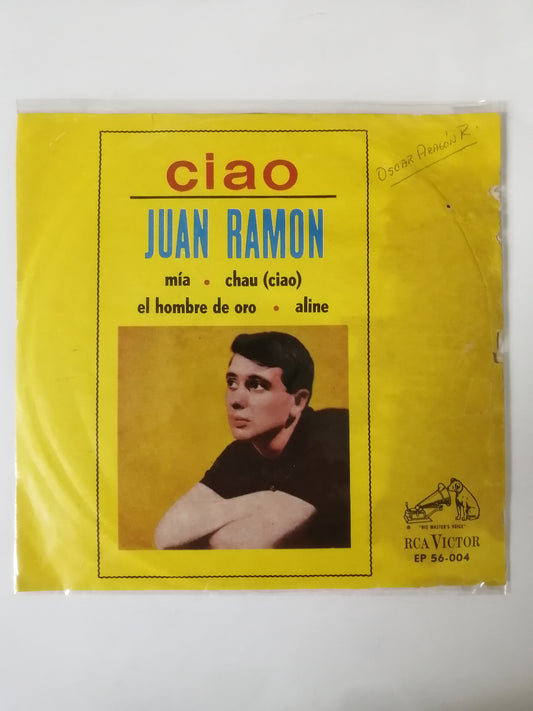 Oscar Aragón R.
ciao
JUAN RAMON
mía • chau (ciao)
el hombre de oro • aline
"HIS MASTER'S VOICE"
RCA VICTOR
EP 56-004